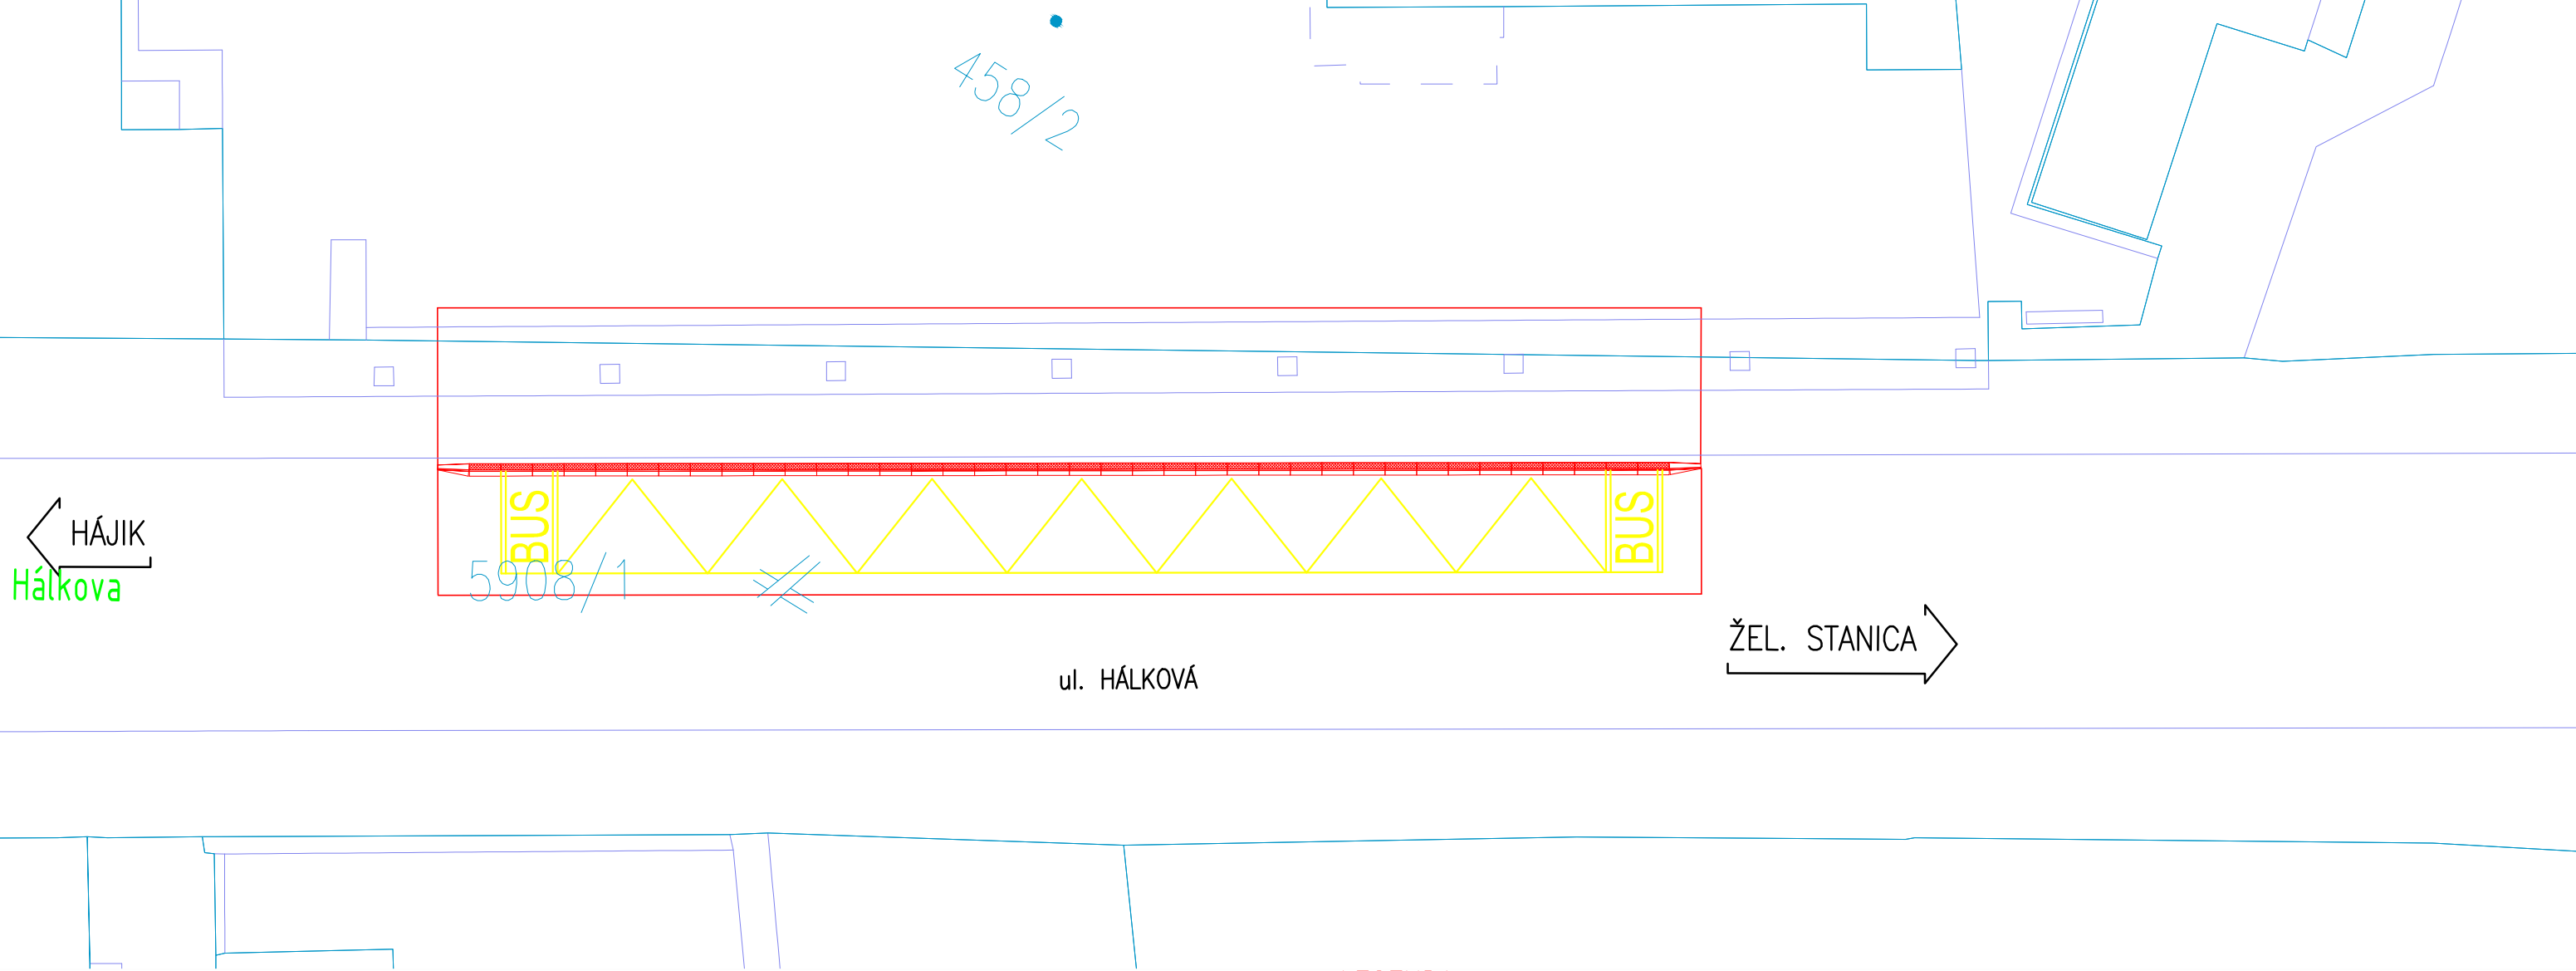 458/2
BUS
BUS
HÁJIK
Hálkova
5908/1
ŽEL. STANICA
ul. HÁLKOVÁ